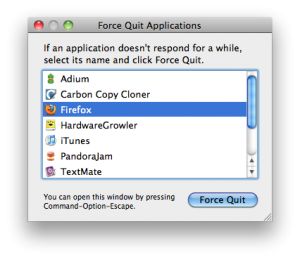 Force Quit Applications
If an application doesn't respond for a while,
select its name and click Force Quit.
Adium
Carbon Copy Cloner
Firefox
HardwareGrowler
iTunes
PandoraJam
TextMate
You can open this window by pressing
Command-Option-Escape.
Force Quit